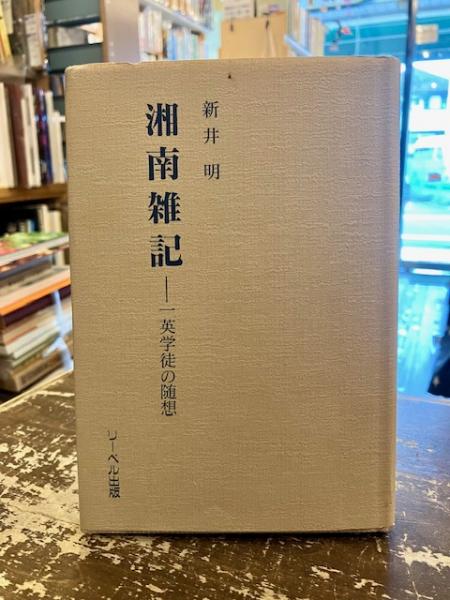 新井 明
湘南雑記
――一英学徒の随想
リーベル出版